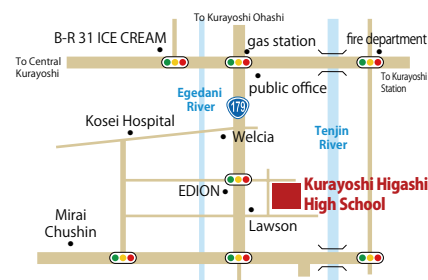 To Kurayoshi Ohashi
B-R 31 ICE CREAM
gas station
fire department
To Central
Kurayoshi
To Kurayoshi
Station
public office
Egedani
River
179
Kosei Hospital
Welcia
Tenjin
River
EDION
Kurayoshi Higashi
High School
Lawson
Mirai
Chushin